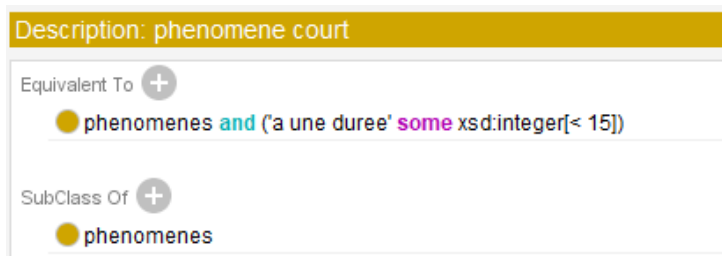 Description: phenomene court
Equivalent To
phenomenes and ('a une duree' some xsd:integer[< 15])
SubClass Of
phenomenes